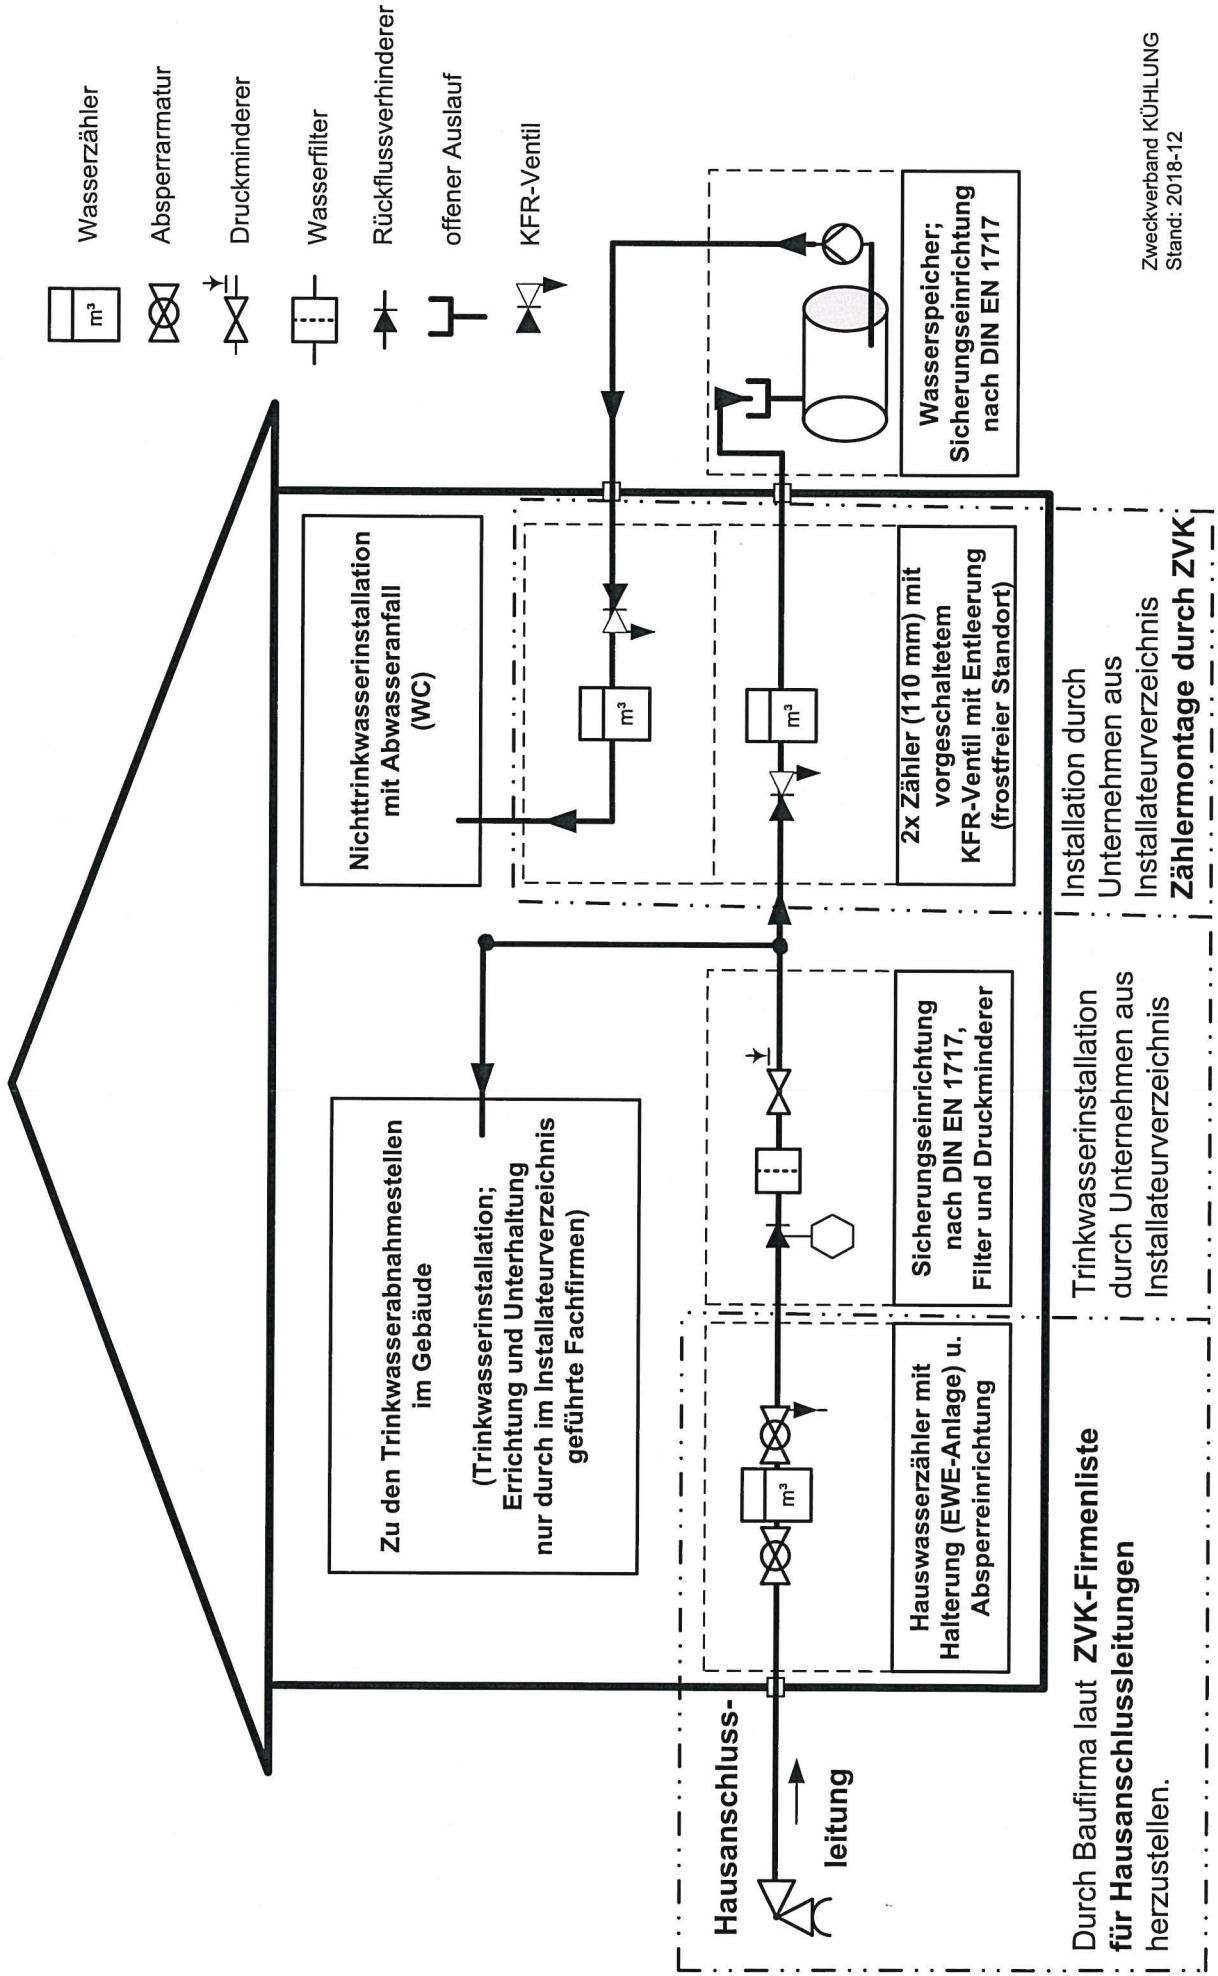 Wasserzähler
Absperrarmatur
Druckminderer
Wasserfilter
Rückflussverhinderer
offener Auslauf
KFR-Ventil
m³
Zu den Trinkwasserabnahmestellen
im Gebäude
(Trinkwasserinstallation;
Errichtung und Unterhaltung
nur durch im Installateurverzeichnis
geführte Fachfirmen)
Nichttrinkwasserinstallation
mit Abwasseranfall
(WC)
m³
m³
m³
Hausanschluss-
leitung
Hauswasserzähler mit
Halterung (EWE-Anlage) u.
Absperreinrichtung
Sicherungseinrichtung
nach DIN EN 1717,
Filter und Druckminderer
2x Zähler (110 mm) mit
vorgeschaltetem
KFR-Ventil mit Entleerung
(frostfreier Standort)
Wasserspeicher;
Sicherungseinrichtung
nach DIN EN 1717
Durch Baufirma laut ZVK-Firmenliste
für Hausanschlussleitungen
herzustellen.
Trinkwasserinstallation
durch Unternehmen aus
Installateurverzeichnis
Installation durch
Unternehmen aus
Installateurverzeichnis
Zählermontage durch ZVK
Zweckverband KÜHLUNG
Stand: 2018-12